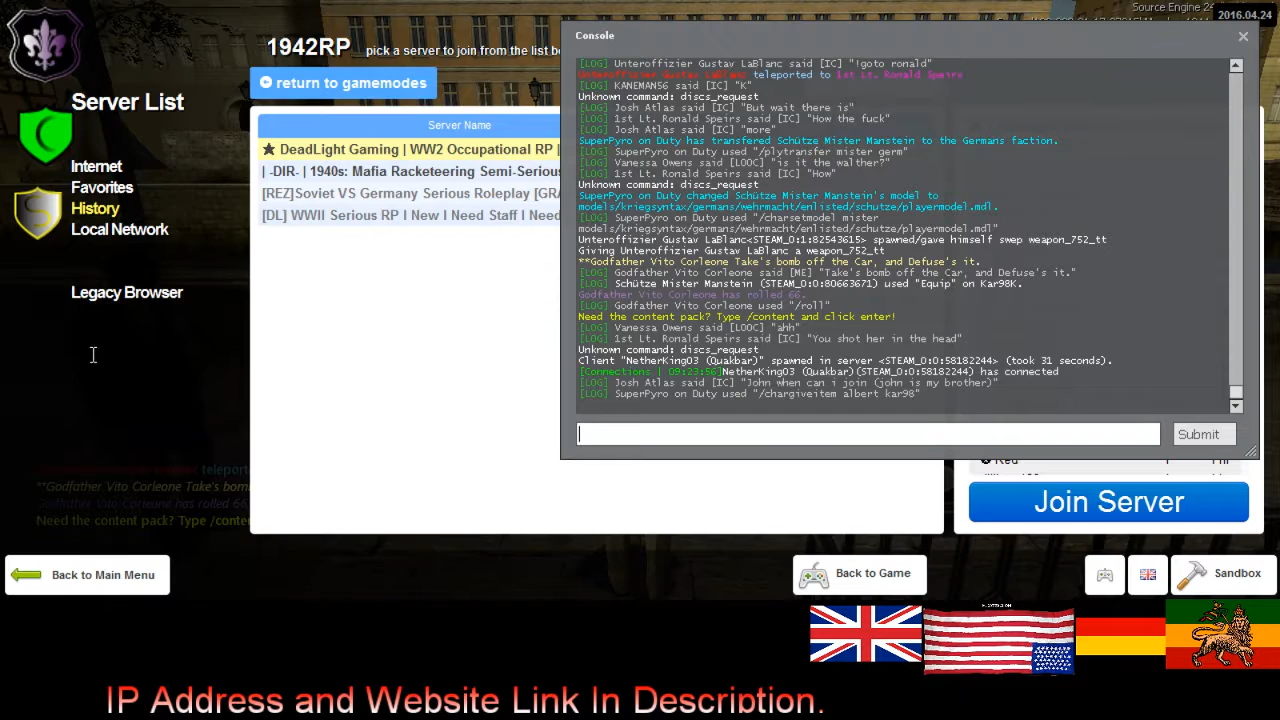 Source Engine 24
2016.04.24
1942RP pick a server to join from the list be
return to gamemodes
Server List
Internet
Favorites
History
Local Network
Legacy Browser
Server Name
DeadLight Gaming | WW2 Occupational RP |
| -DIR- | 1940s: Mafia Racketeering Semi-Serious
[REZ]Soviet VS Germany Serious Roleplay [GRA
[DL] WWII Serious RP I New I Need Staff I Need
Console
[LOG] Unteroffizier Gustav LaBlanc said [IC] "!goto ronald"
Unteroffizier Gustav LaBlanc teleported to 1st Lt. Ronald Speirs
[LOG] KANEMAN56 said [IC] "K"
Unknown command: discs_request
[LOG] Josh Atlas said [IC] "But wait there is"
[LOG] 1st Lt. Ronald Speirs said [IC] "How the fuck"
[LOG] Josh Atlas said [IC] "more"
SuperPyro on Duty has transfered Schütze Mister Manstein to the Germans faction.
[LOG] SuperPyro on Duty used "/plytransfer mister germ"
[LOG] Vanessa Owens said [LOOC] "is it the walther?"
[LOG] 1st Lt. Ronald Speirs said [IC] "How"
Unknown command: discs_request
SuperPyro on Duty changed Schütze Mister Manstein's model to
models/kriegsyntax/germans/wehrmacht/enlisted/schutze/playermodel.mdl.
[LOG] SuperPyro on Duty used "/charsetmodel mister
models/kriegsyntax/germans/wehrmacht/enlisted/schutze/playermodel.mdl"
Unteroffizier Gustav LaBlanc<STEAM_0:1:82543615> spawned/gave himself swep weapon_752_tt
Giving Unteroffizier Gustav LaBlanc a weapon_752_tt
**Godfather Vito Corleone Take's bomb off the Car, and Defuse's it.
[LOG] Godfather Vito Corleone said [ME] "Take's bomb off the Car, and Defuse's it."
[LOG] Schütze Mister Manstein (STEAM_0:0:80663671) used "Equip" on Kar98K.
Godfather Vito Corleone has rolled 66.
[LOG] Godfather Vito Corleone used "/roll"
Need the content pack? Type /content and click enter!
[LOG] Vanessa Owens said [LOOC] "ahh"
[LOG] 1st Lt. Ronald Speirs said [IC] "You shot her in the head"
Unknown command: discs_request
Client "NetherKing03 (Quakbar)" spawned in server <STEAM_0:0:58182244> (took 31 seconds).
[Connections | 09:23:56]NetherKing03 (Quakbar)(STEAM_0:0:58182244) has connected
[LOG] Josh Atlas said [IC] "John when can i join (john is my brother)"
[LOG] SuperPyro on Duty used "/chargiveitem albert kar98"
Submit
Red
teleport
**Godfather Vito Corleone Take's bom
Godfather Vito Corleone has rolled 66
Need the content pack? Type /conte
Join Server
Back to Main Menu
Back to Game
Sandbox
IP Address and Website Link In Description.